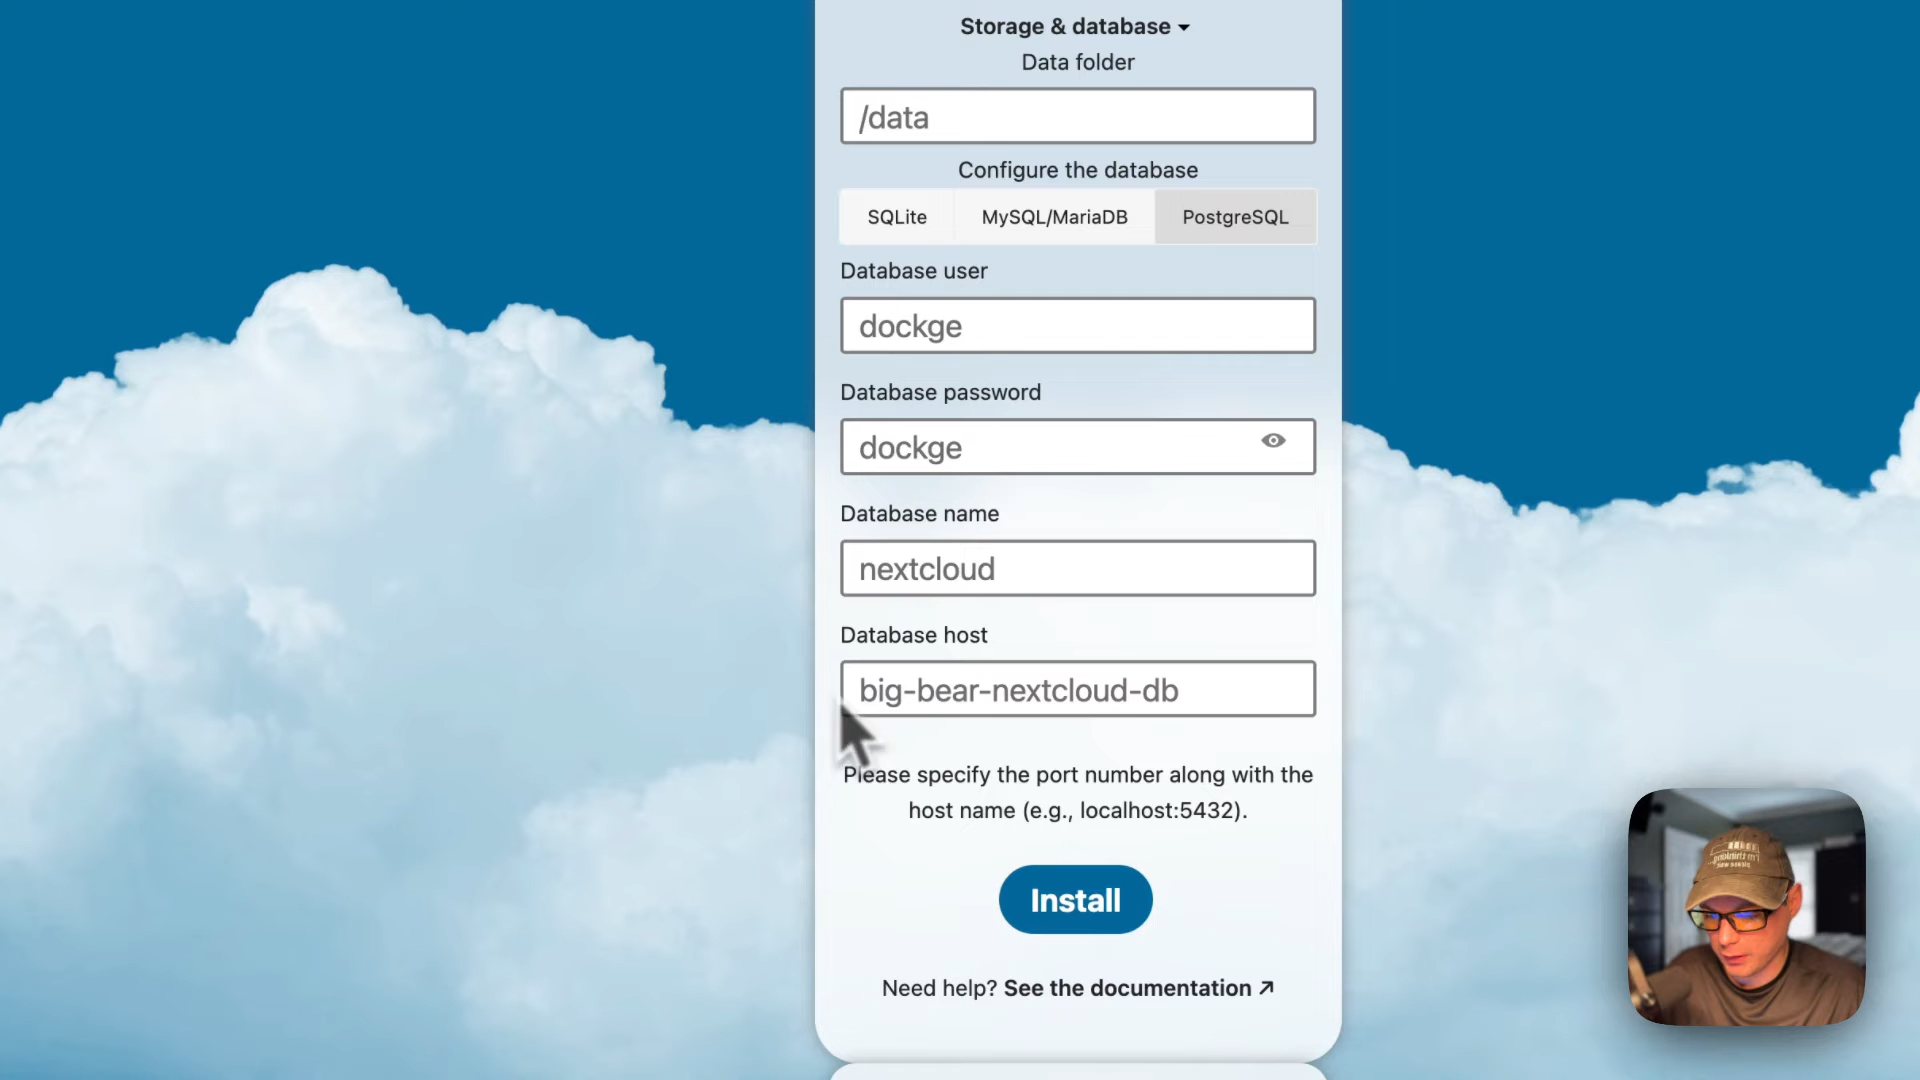 Storage & database
Data folder
/data
Configure the database
SQLite
MySQL/MariaDB
PostgreSQL
Database user
dockge
Database password
dockge
Database name
nextcloud
Database host
big-bear-nextcloud-db
Please specify the port number along with the
host name (e.g., localhost:5432).
Install
Need help? See the documentation ↗